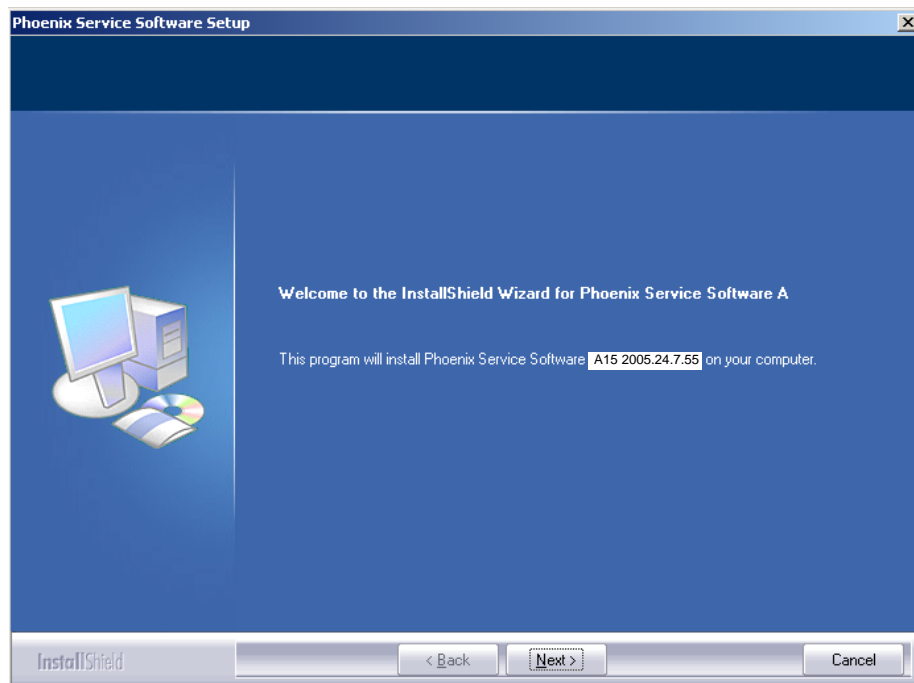 Phoenix Service Software Setup
Welcome to the InstallShield Wizard for Phoenix Service Software A
This program will install Phoenix Service Software A15 2005.24.7.55 on your computer.
InstallShield
< Back
Next >
Cancel